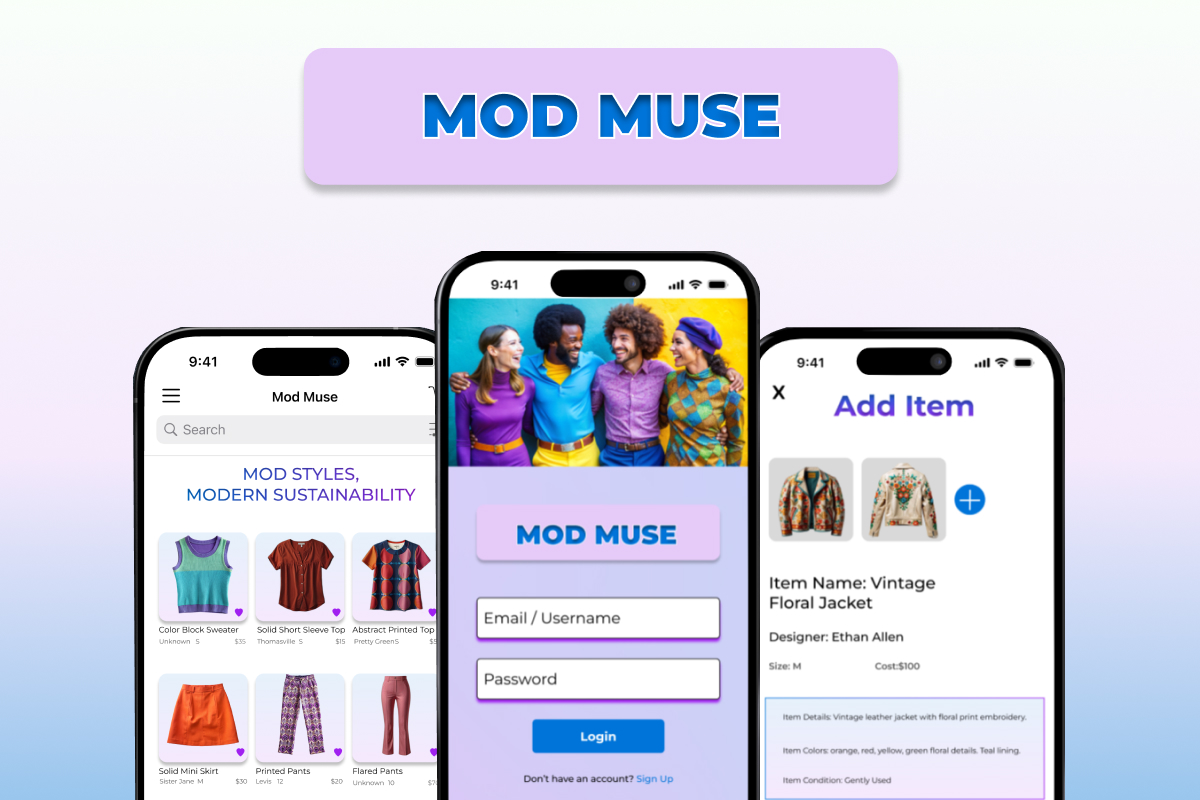 MOD MUSE
9:41
Mod Muse
Search
MOD STYLES,
MODERN SUSTAINABILITY
Color Block Sweater
Unknown S $35
Solid Short Sleeve Top
Thomasville S $15
Abstract Printed Top
Pretty GreenS
Solid Mini Skirt
Sister Jane M $30
Printed Pants
Levis 12 $20
Flared Pants
Unknown 10
9:41
MOD MUSE
Email / Username
Password
Login
Don't have an account? Sign Up
9:41
X
Add Item
Item Name: Vintage
Floral Jacket
Designer: Ethan Allen
Size: M Cost:$100
Item Details: Vintage leather jacket with floral print embroidery.
Item Colors: orange, red, yellow, green floral details. Teal lining.
Item Condition: Gently Used